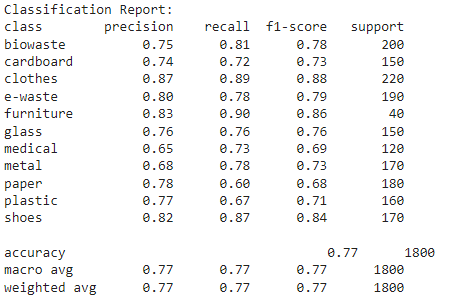 Classification Report:
class precision recall f1-score support
biowaste 0.75 0.81 0.78 200
cardboard 0.74 0.72 0.73 150
clothes 0.87 0.89 0.88 220
e-waste 0.80 0.78 0.79 190
furniture 0.83 0.90 0.86 40
glass 0.76 0.76 0.76 150
medical 0.65 0.73 0.69 120
metal 0.68 0.78 0.73 170
paper 0.78 0.60 0.68 180
plastic 0.77 0.67 0.71 160
shoes 0.82 0.87 0.84 170
accuracy 0.77 1800
macro avg 0.77 0.77 0.77 1800
weighted avg 0.77 0.77 0.77 1800